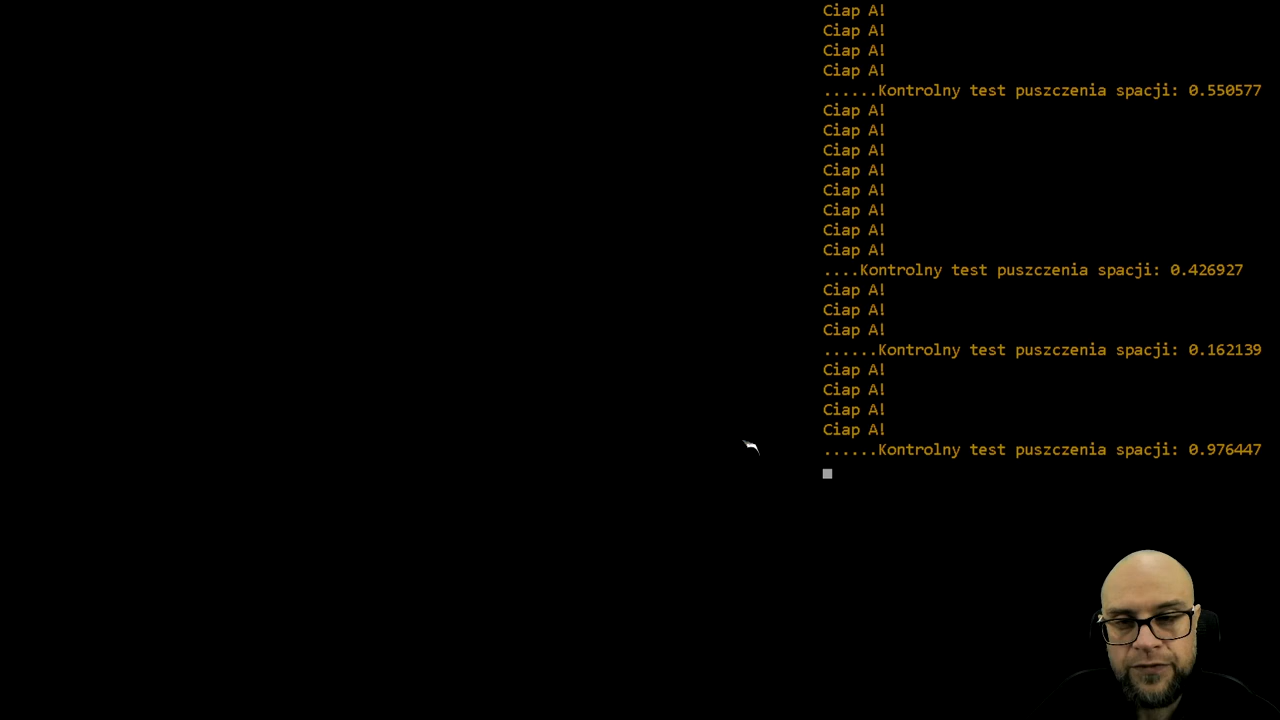 Ciap A!
Ciap A!
Ciap A!
Ciap A!
......Kontrolny test puszczenia spacji: 0.550577
Ciap A!
Ciap A!
Ciap A!
Ciap A!
Ciap A!
Ciap A!
Ciap A!
Ciap A!
....Kontrolny test puszczenia spacji: 0.426927
Ciap A!
Ciap A!
Ciap A!
......Kontrolny test puszczenia spacji: 0.162139
Ciap A!
Ciap A!
Ciap A!
Ciap A!
......Kontrolny test puszczenia spacji: 0.976447